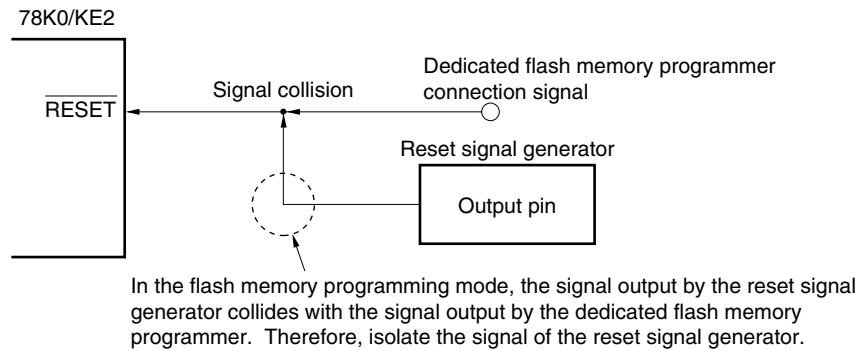 78K0/KE2
Dedicated flash memory programmer
connection signal
Signal collision
RESET
Reset signal generator
Output pin
In the flash memory programming mode, the signal output by the reset signal
generator collides with the signal output by the dedicated flash memory
programmer.  Therefore, isolate the signal of the reset signal generator.